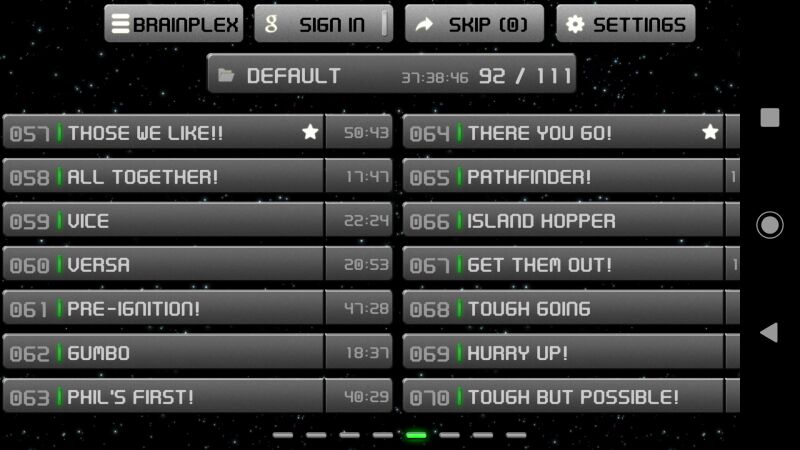 BRAINPLEX
g SIGN IN
SKIP (0)
SETTINGS
DEFAULT 37:38:46 92 / 111
057 THOSE WE LIKE!! 50:43
058 ALL TOGETHER! 17:47
059 VICE 22:24
060 VERSA 20:53
061 PRE-IGNITION! 47:28
062 GUMBO 18:37
063 PHIL'S FIRST! 40:29
064 THERE YOU GO!
065 PATHFINDER! 1
066 ISLAND HOPPER
067 GET THEM OUT! 1
068 TOUGH GOING
069 HURRY UP!
070 TOUGH BUT POSSIBLE!